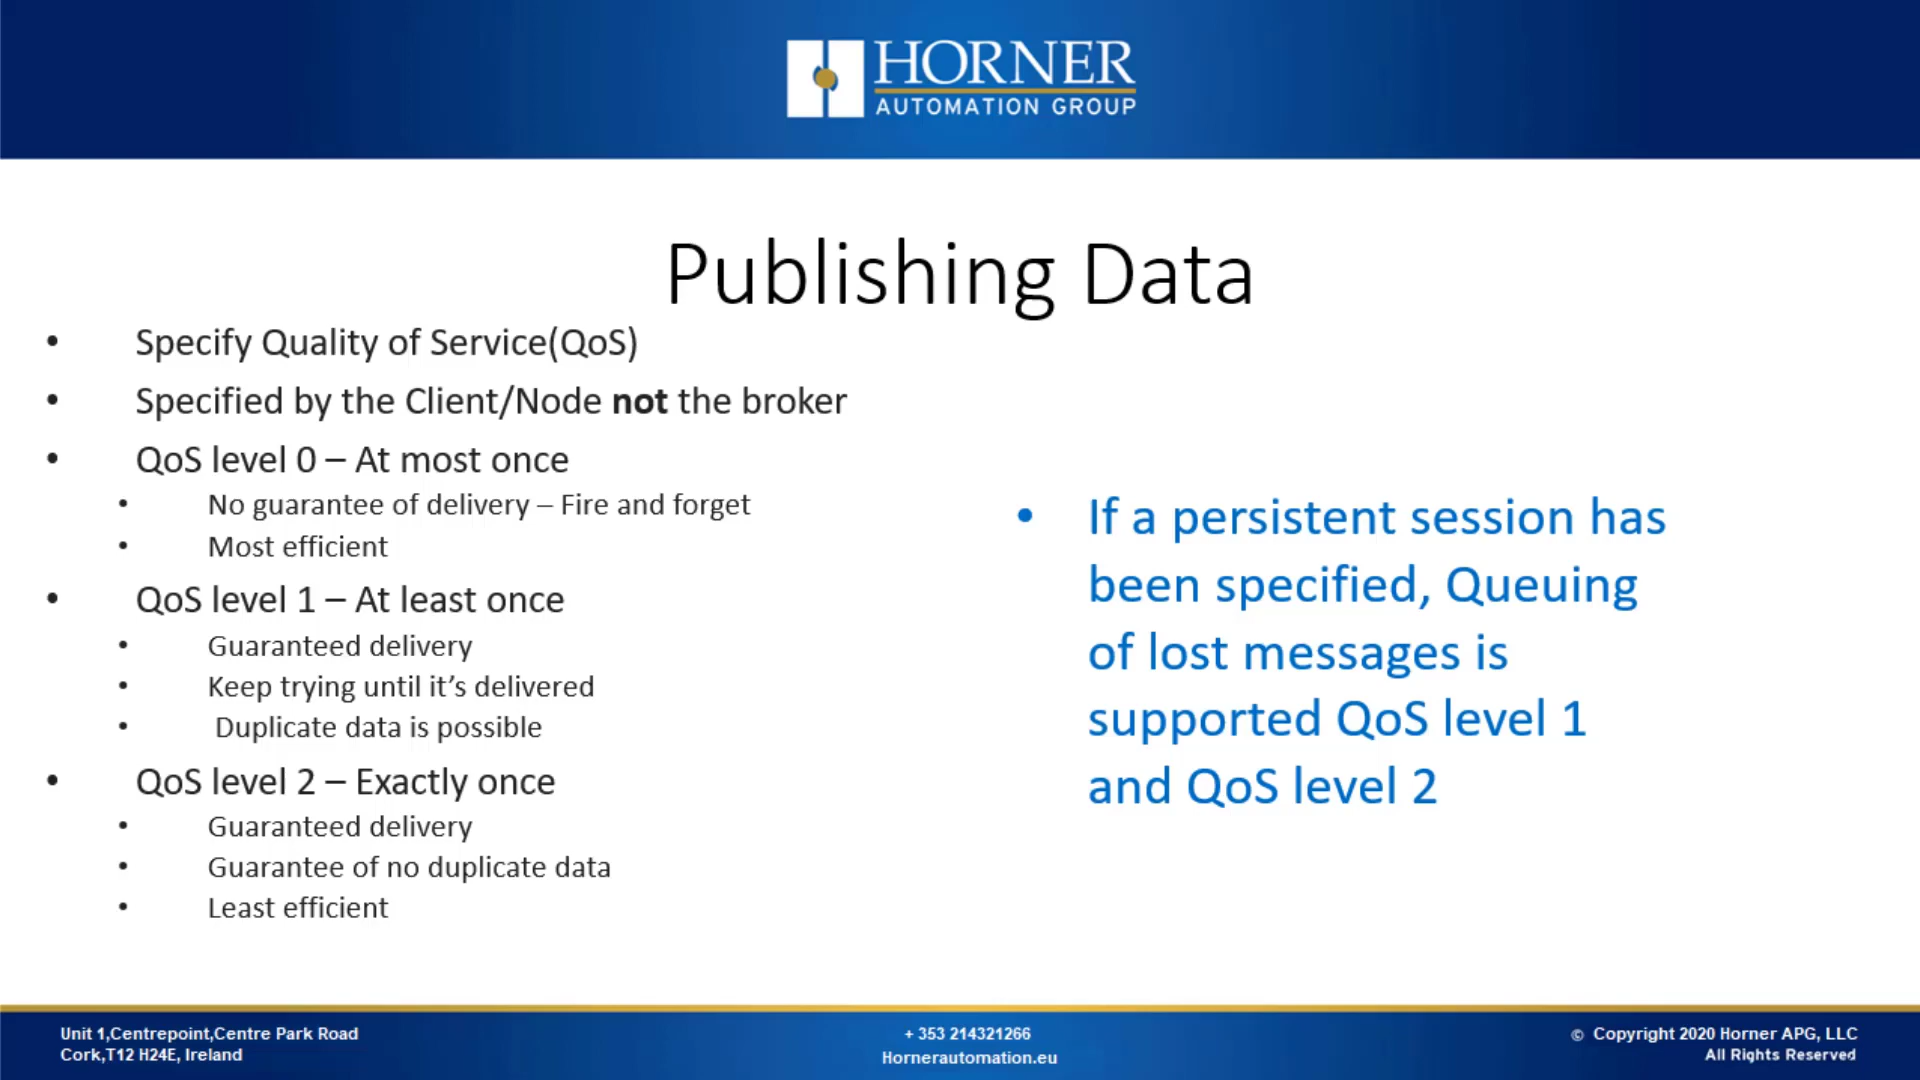 HORNER
AUTOMATION GROUP
Publishing Data
• Specify Quality of Service(QoS)
• Specified by the Client/Node not the broker
• QoS level 0 – At most once
• No guarantee of delivery – Fire and forget
• Most efficient
• QoS level 1 – At least once
• Guaranteed delivery
• Keep trying until it’s delivered
• Duplicate data is possible
• QoS level 2 – Exactly once
• Guaranteed delivery
• Guarantee of no duplicate data
• Least efficient
• If a persistent session has
been specified, Queuing
of lost messages is
supported QoS level 1
and QoS level 2
Unit 1,Centrepoint,Centre Park Road
Cork,T12 H24E, Ireland
+ 353 214321266
Hornerautomation.eu
© Copyright 2020 Horner APG, LLC
All Rights Reserved